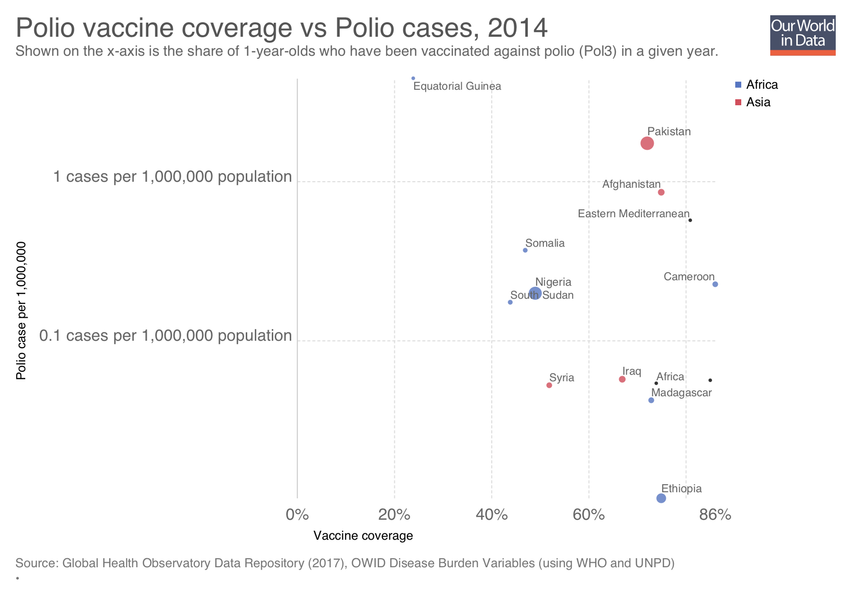 Polio vaccine coverage vs Polio cases, 2014
Shown on the x-axis is the share of 1-year-olds who have been vaccinated against polio (Pol3) in a given year.
Our World
in Data
Africa
Asia
Equatorial Guinea
Pakistan
1 cases per 1,000,000 population
Afghanistan
Eastern Mediterranean
Somalia
Cameroon
Nigeria
South Sudan
Polio case per 1,000,000
0.1 cases per 1,000,000 population
Syria
Iraq
Africa
Madagascar
Ethiopia
0%
20%
40%
60%
86%
Vaccine coverage
Source: Global Health Observatory Data Repository (2017), OWID Disease Burden Variables (using WHO and UNPD)